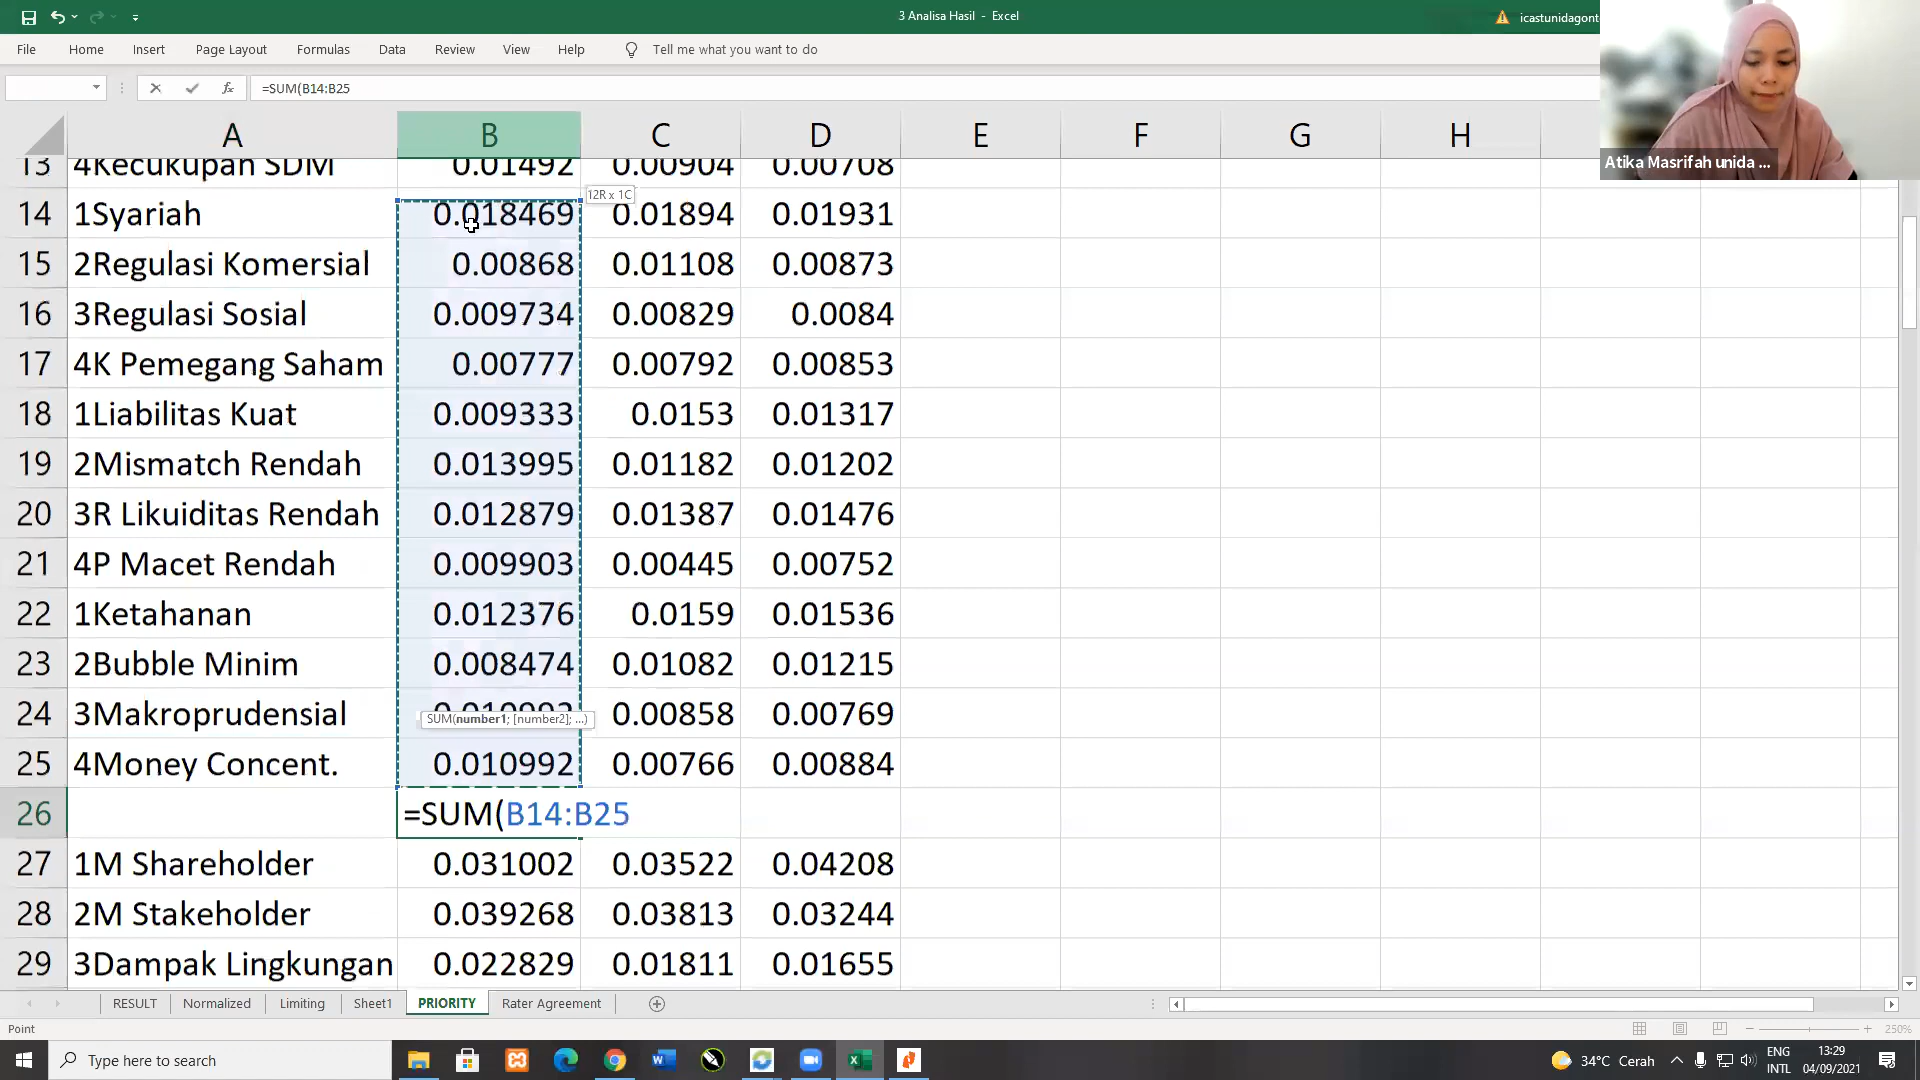 3 Analisa Hasil - Excel
icastunidagont
File Home Insert Page Layout Formulas Data Review View Help Tell me what you want to do
=SUM(B14:B25
A B C D E F G H
13 4Kecukupan SDM 0.01492 0.00904 0.00708
12R x 1C
14 1Syariah 0.018469 0.01894 0.01931
15 2Regulasi Komersial 0.00868 0.01108 0.00873
16 3Regulasi Sosial 0.009734 0.00829 0.0084
17 4K Pemegang Saham 0.00777 0.00792 0.00853
18 1Liabilitas Kuat 0.009333 0.0153 0.01317
19 2Mismatch Rendah 0.013995 0.01182 0.01202
20 3R Likuiditas Rendah 0.012879 0.01387 0.01476
21 4P Macet Rendah 0.009903 0.00445 0.00752
22 1Ketahanan 0.012376 0.0159 0.01536
23 2Bubble Minim 0.008474 0.01082 0.01215
24 3Makroprudensial 0.00858 0.00769
SUM(number1; [number2]; ...)
25 4Money Concent. 0.010992 0.00766 0.00884
26 =SUM(B14:B25
27 1M Shareholder 0.031002 0.03522 0.04208
28 2M Stakeholder 0.039268 0.03813 0.03244
29 3Dampak Lingkungan 0.022829 0.01811 0.01655
RESULT Normalized Limiting Sheet1 PRIORITY Rater Agreement
Point
250%
Type here to search
34°C Cerah
ENG
INTL
13:29
04/09/2021
Atika Masrifah unida ...